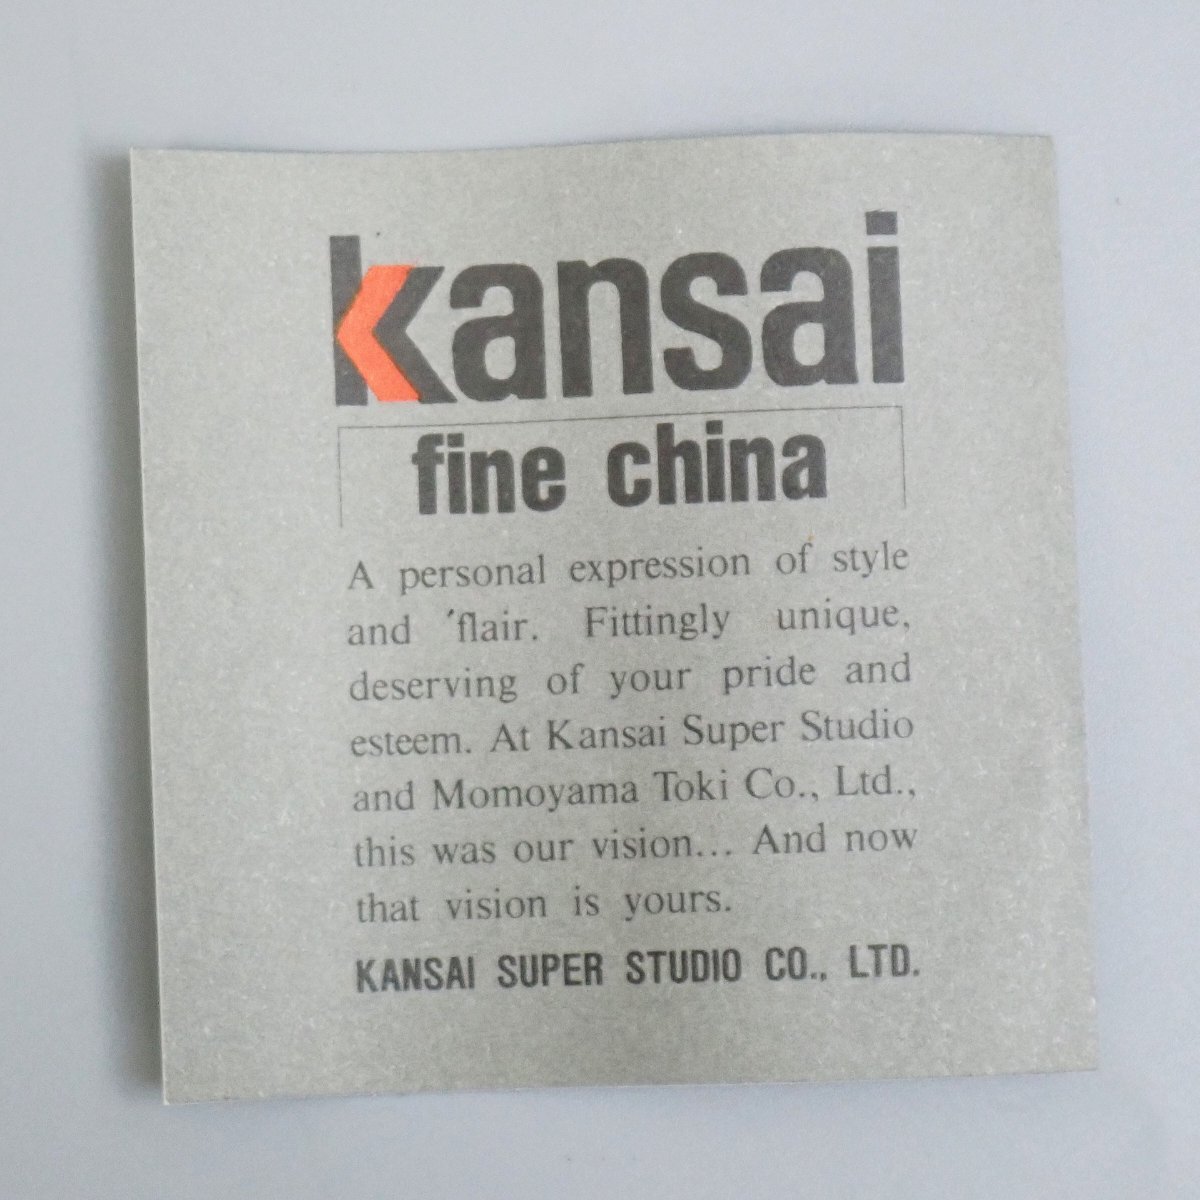 kansai
fine china
A personal expression of style
and 'flair. Fittingly unique,
deserving of your pride and
esteem. At Kansai Super Studio
and Momoyama Toki Co., Ltd.,
this was our vision... And now
that vision is yours.
KANSAI SUPER STUDIO CO., LTD.